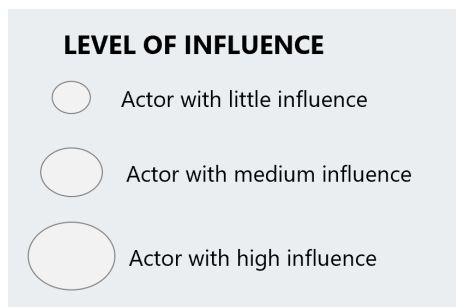 LEVEL OF INFLUENCE
Actor with little influence
Actor with medium influence
Actor with high influence